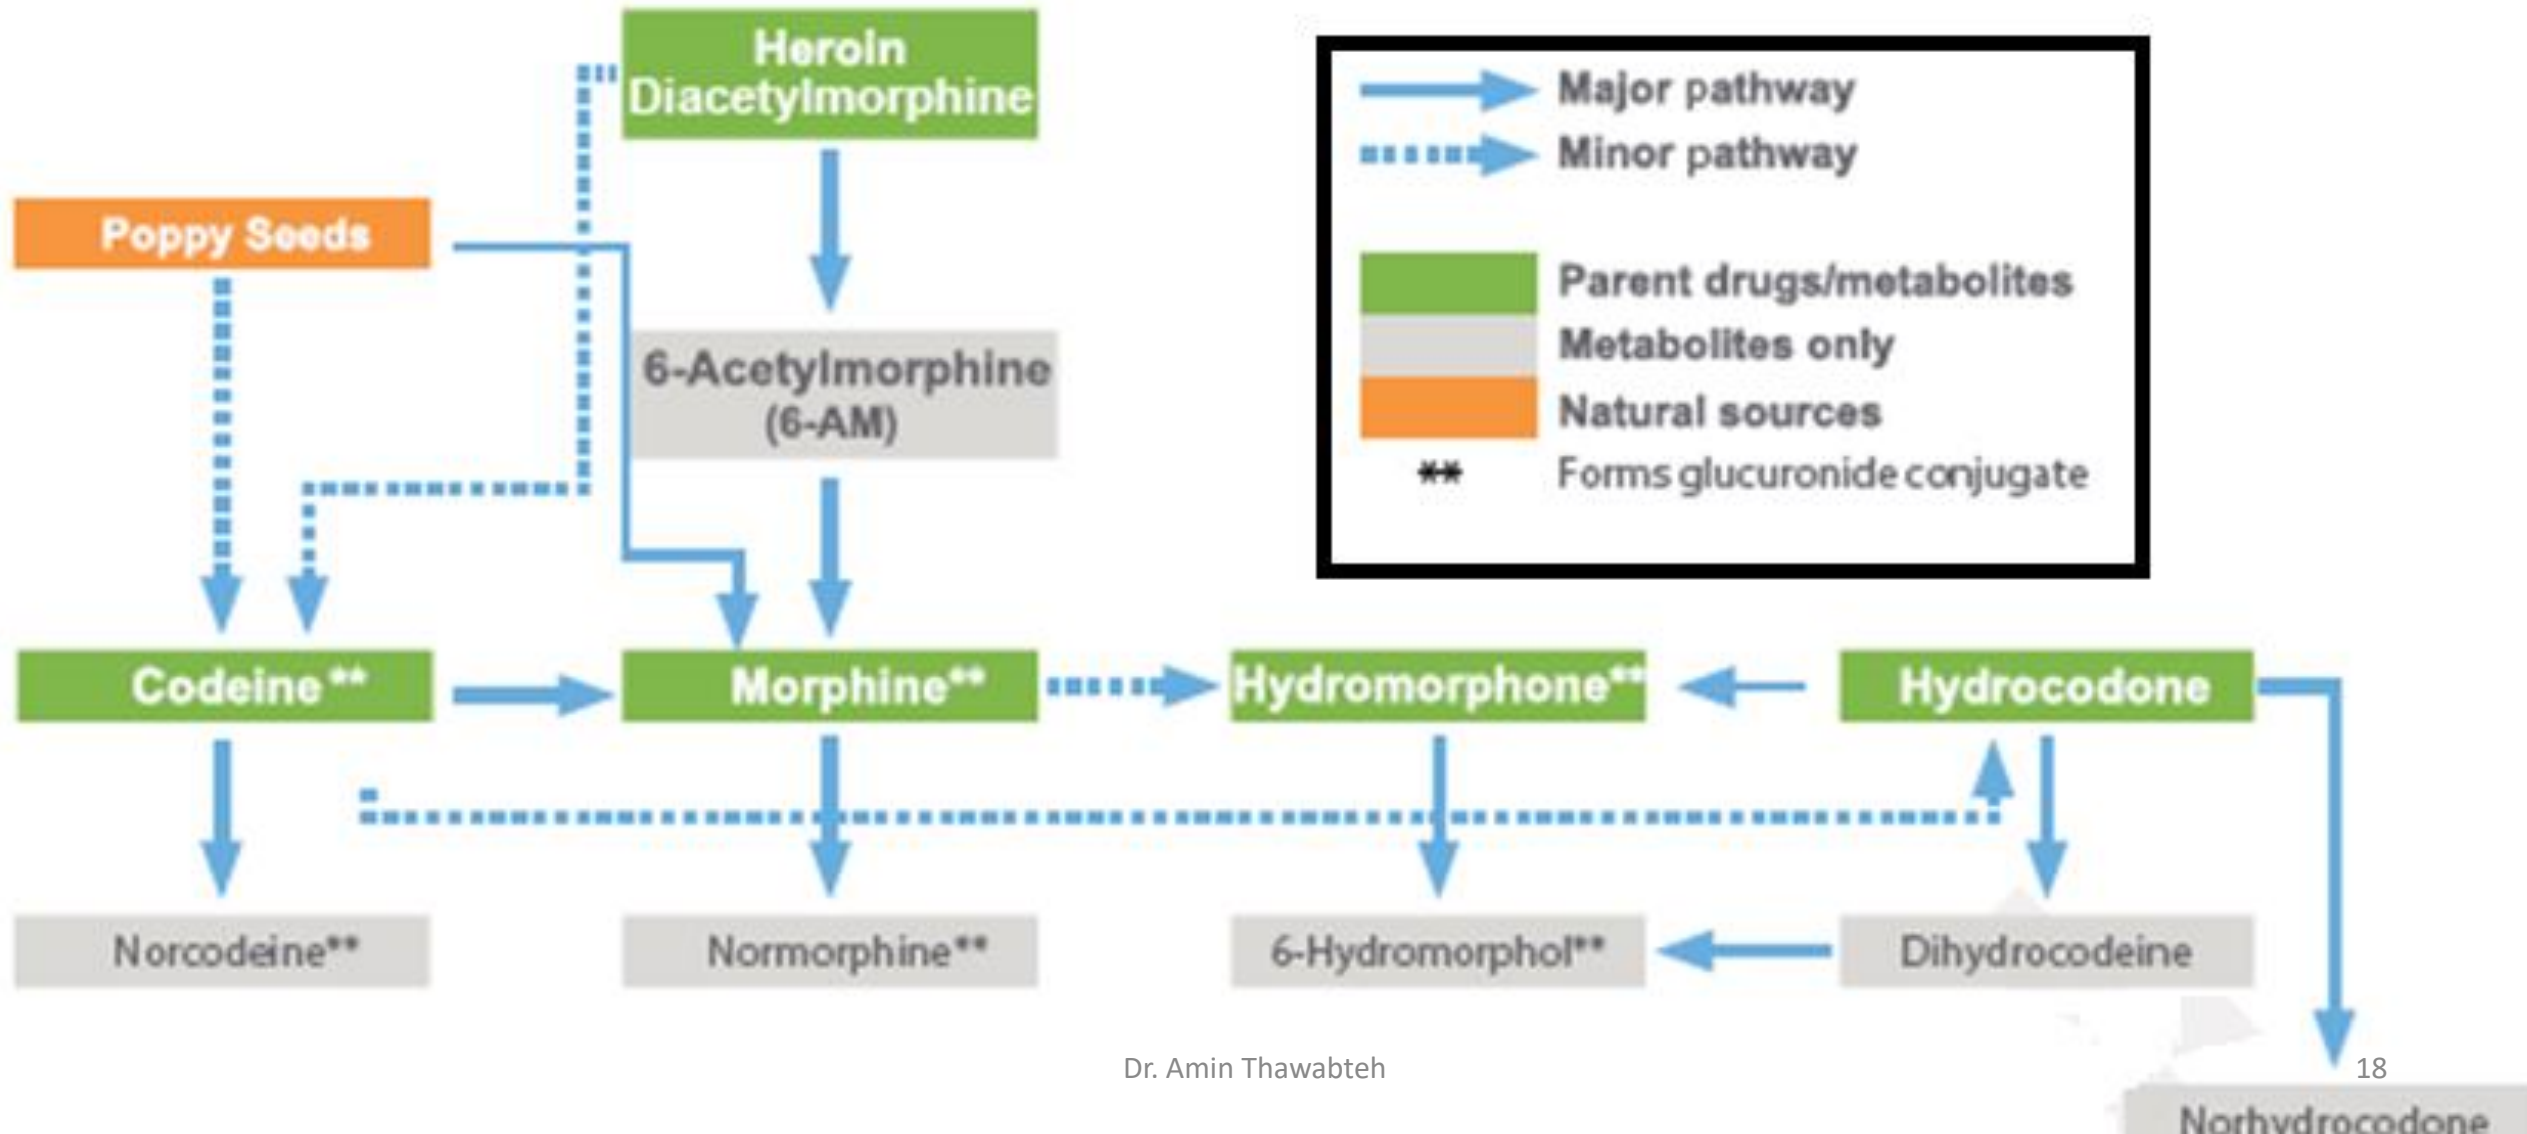 Heroin
Diacetylmorphine
Major pathway
Minor pathway
Poppy Seeds
Parent drugs/metabolites
6-Acetylmorphine
(6-AM)
Metabolites only
Natural sources
** Forms glucuronide conjugate
Codeine**
Morphine**
Hydromorphone**
Hydrocodone
Norcodeine**
Normorphine**
6-Hydromorphol**
Dihydrocodeine
Dr. Amin Thawabteh
18
Norhydrocodone